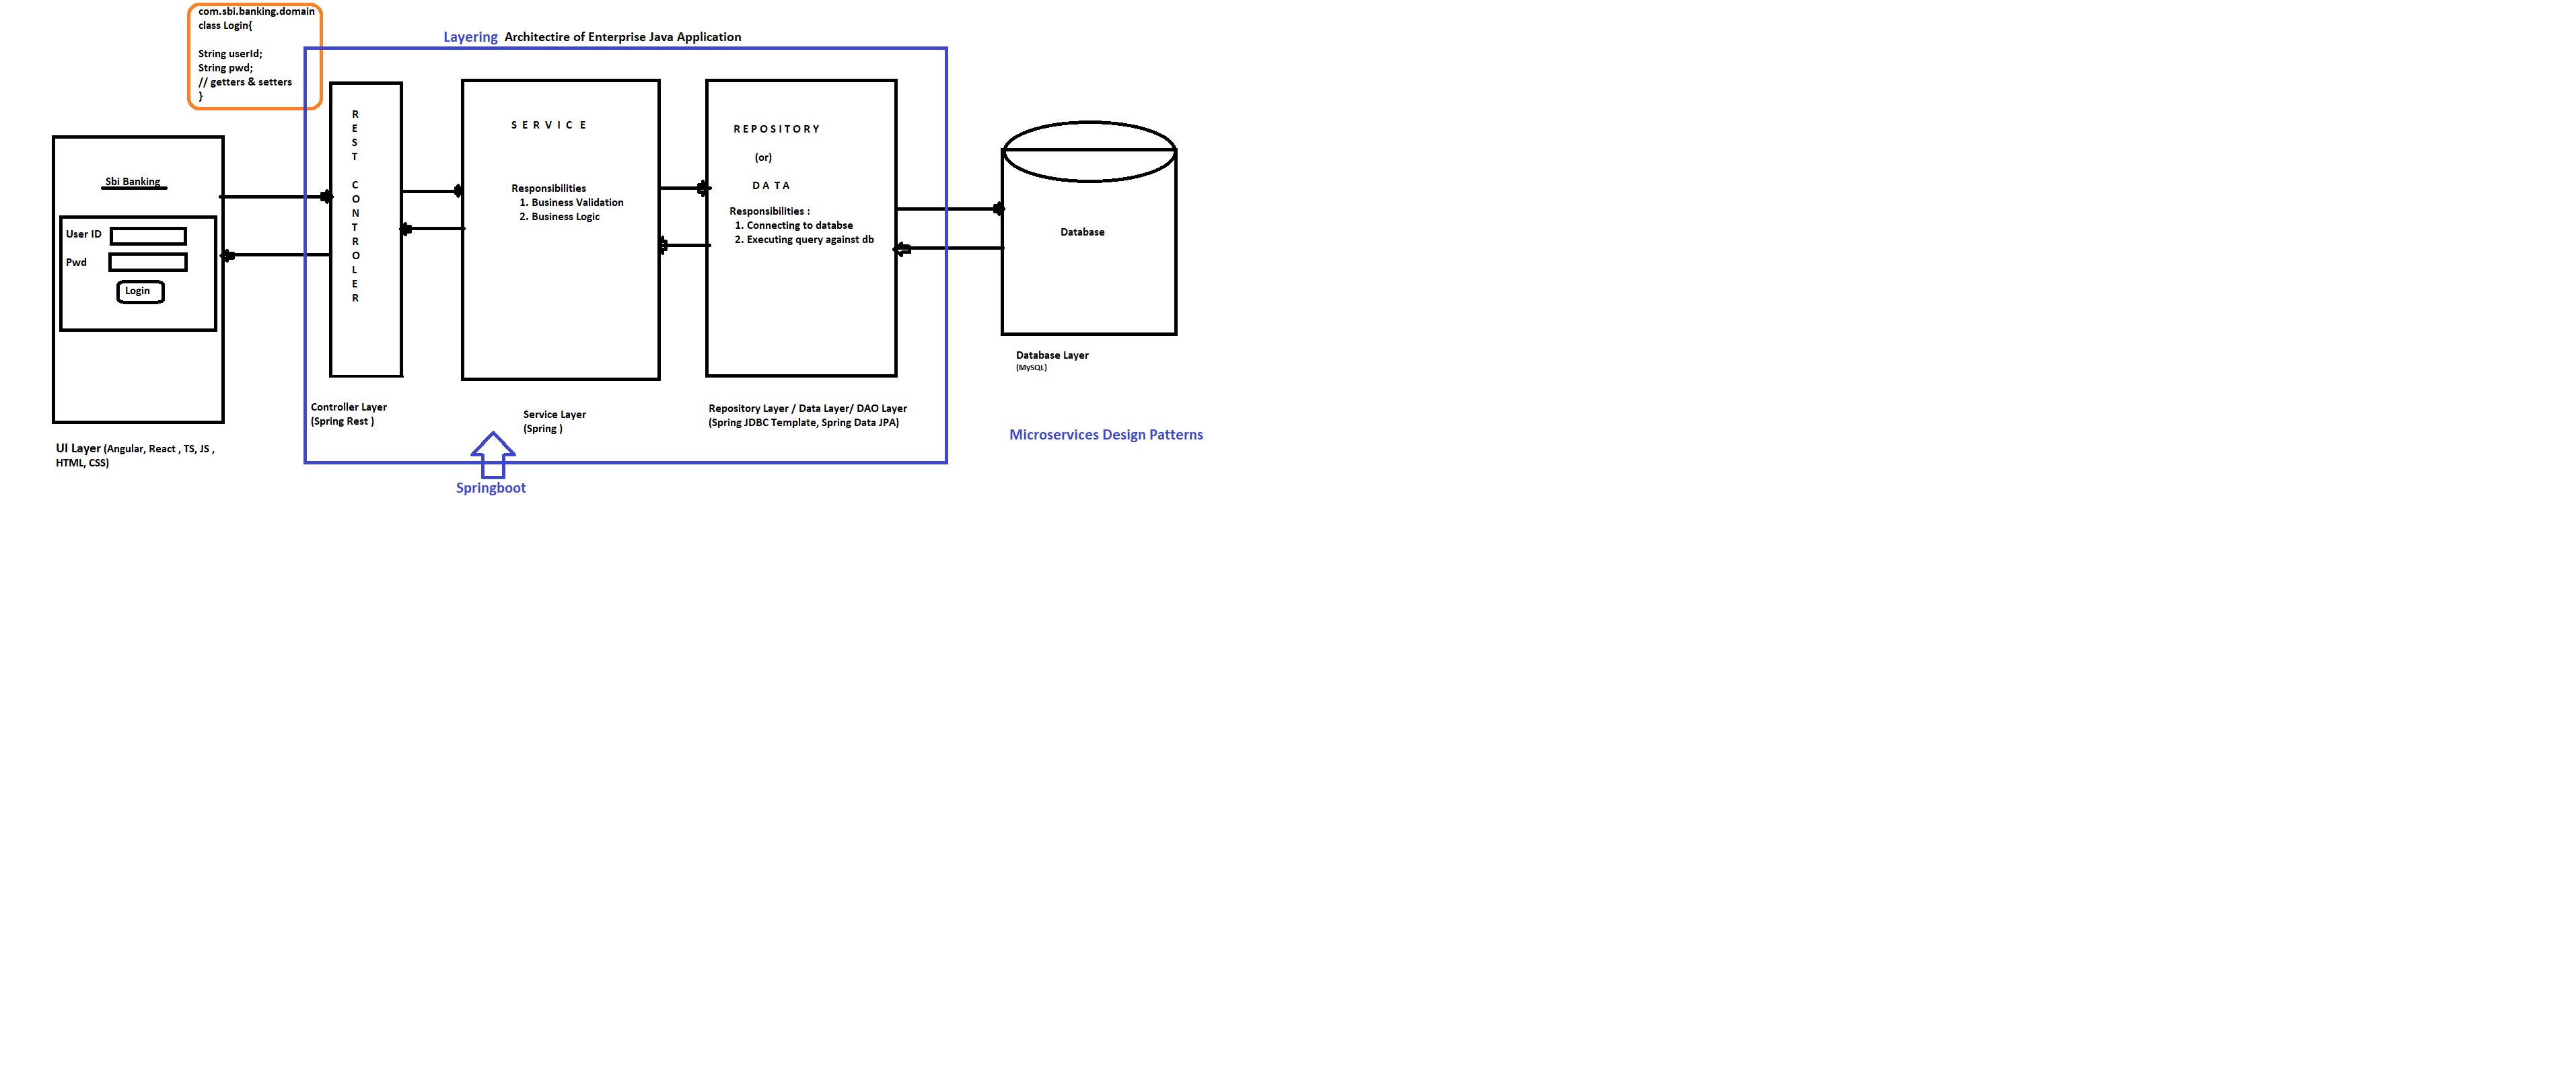 com.sbi.banking.domain
class Login{
String userId;
String pwd;
// getters & setters
}
Layering Architectire of Enterprise Java Application
Sbi Banking
User ID
Pwd
Login
UI Layer (Angular, React , TS, JS ,
HTML, CSS)
R
E
S
T
C
O
N
T
R
O
L
E
R
Controller Layer
(Spring Rest )
S E R V I C E
Responsibilities
1. Business Validation
2. Business Logic
Service Layer
(Spring )
Springboot
R E P O S I T O R Y
(or)
D A T A
Responsibilities :
1. Connecting to databse
2. Executing query against db
Repository Layer / Data Layer/ DAO Layer
(Spring JDBC Template, Spring Data JPA)
Database
Database Layer
(MySQL)
Microservices Design Patterns